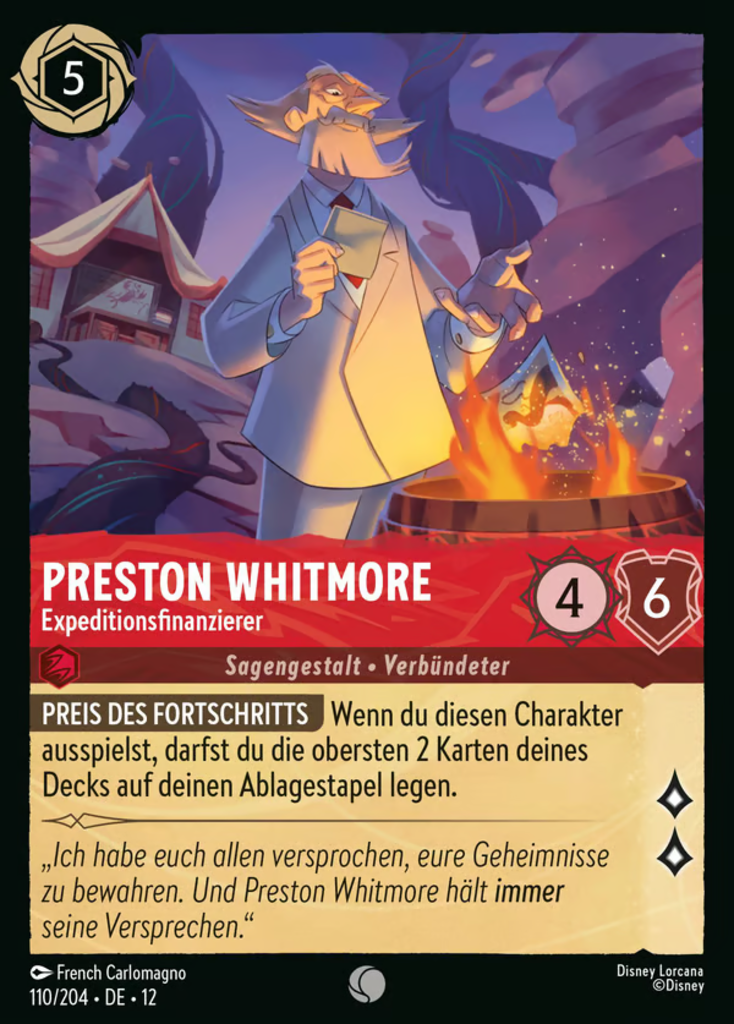 5
PRESTON WHITMORE
Expeditionsfinanzierer
4
6
Sagengestalt • Verbündeter
PREIS DES FORTSCHRITTS Wenn du diesen Charakter
ausspielst, darfst du die obersten 2 Karten deines
Decks auf deinen Ablagestapel legen.
„Ich habe euch allen versprochen, eure Geheimnisse
zu bewahren. Und Preston Whitmore hält immer
seine Versprechen.“
French Carlomagno
110/204 • DE • 12
Disney Lorcana
©Disney